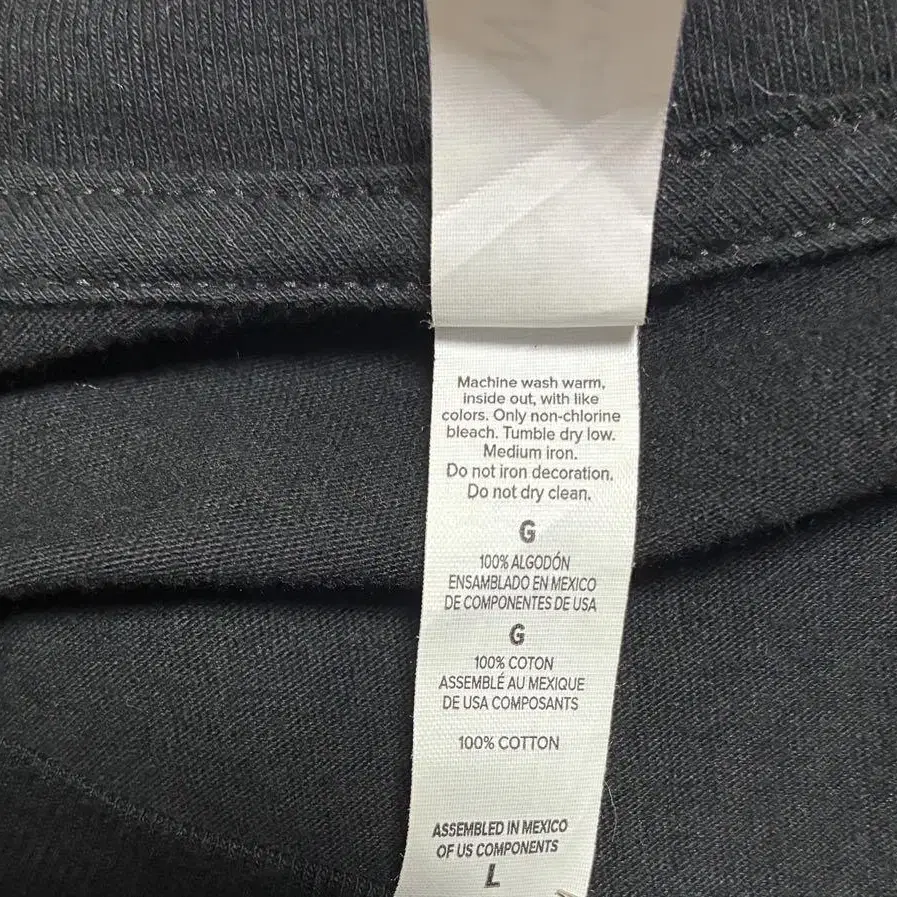 Machine wash warm,
inside out, with like
colors. Only non-chlorine
bleach. Tumble dry low.
Medium iron.
Do not iron decoration.
Do not dry clean.
G
100% ALGODÓN
ENSAMBLADO EN MEXICO
DE COMPONENTES DE USA
G
100% COTON
ASSEMBLÉ AU MEXIQUE
DE USA COMPOSANTS
100% COTTON
ASSEMBLED IN MEXICO
OF US COMPONENTS
L